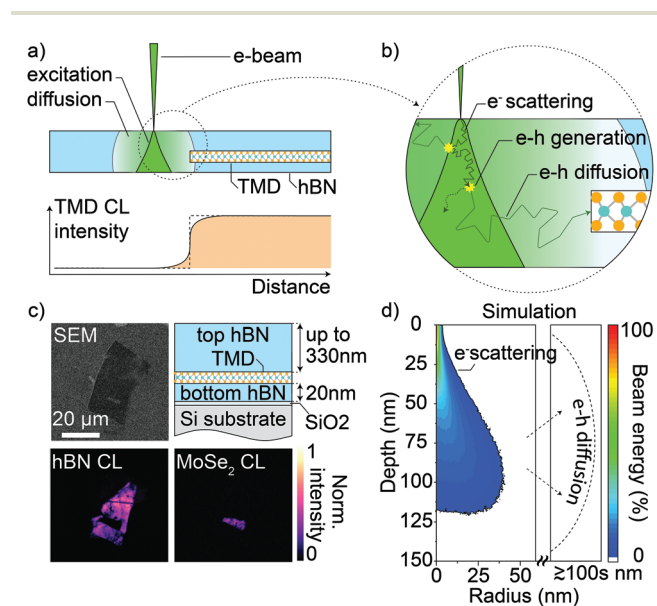 a)
e-beam
excitation
diffusion
TMD
hBN
TMD CL
intensity
Distance
b)
e- scattering
e-h generation
e-h diffusion
c)
SEM
20 µm
top hBN
TMD
bottom hBN
Si substrate
up to
330nm
20nm
SiO2
hBN CL
MoSe2 CL
1
Norm.
intensity
0
d)
Simulation
0
25
50
75
100
125
150
Depth (nm)
e- scattering
e-h diffusion
0
25
50
≳100s nm
Radius (nm)
100
Beam energy (%)
0